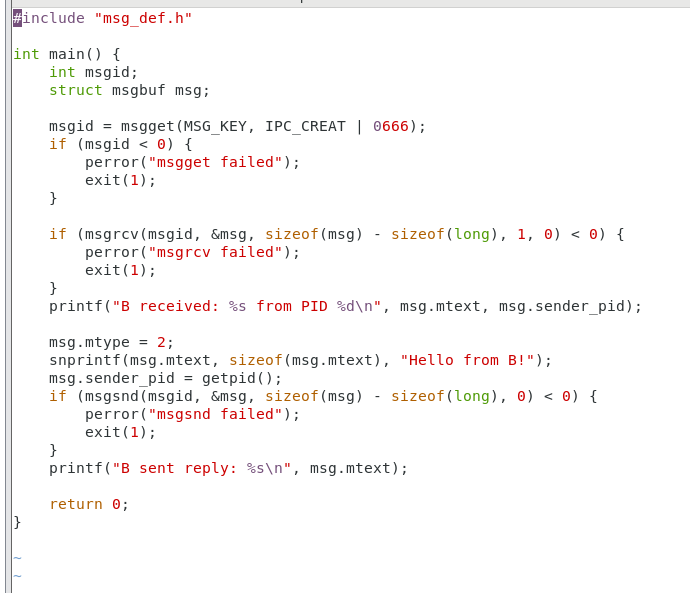 #include "msg_def.h"

int main() {
    int msgid;
    struct msgbuf msg;

    msgid = msgget(MSG_KEY, IPC_CREAT | 0666);
    if (msgid < 0) {
        perror("msgget failed");
        exit(1);
    }

    if (msgrcv(msgid, &msg, sizeof(msg) - sizeof(long), 1, 0) < 0) {
        perror("msgrcv failed");
        exit(1);
    }
    printf("B received: %s from PID %d\n", msg.mtext, msg.sender_pid);

    msg.mtype = 2;
    snprintf(msg.mtext, sizeof(msg.mtext), "Hello from B!");
    msg.sender_pid = getpid();
    if (msgsnd(msgid, &msg, sizeof(msg) - sizeof(long), 0) < 0) {
        perror("msgsnd failed");
        exit(1);
    }
    printf("B sent reply: %s\n", msg.mtext);

    return 0;
}

~
~